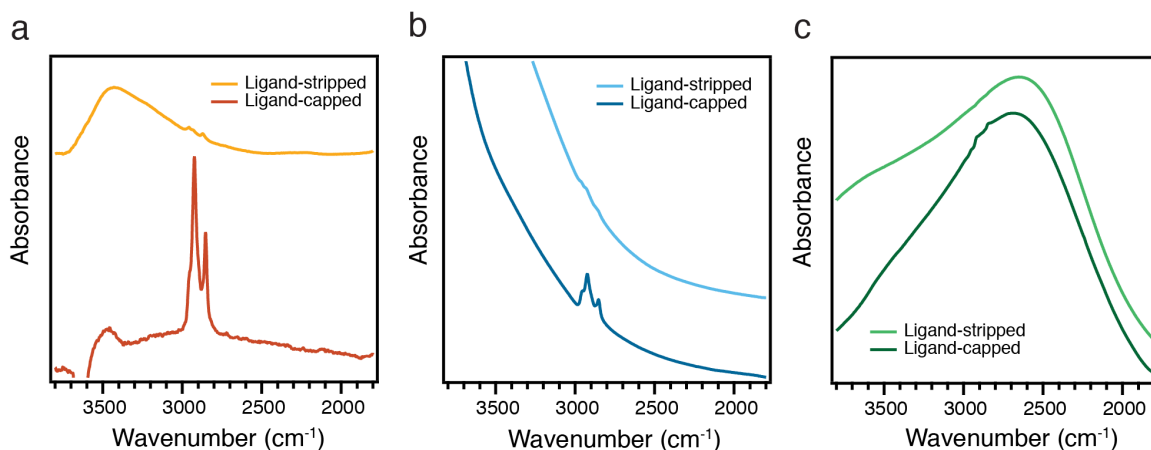 a
Ligand-stripped
Ligand-capped
Absorbance
3500 3000 2500 2000
Wavenumber (cm⁻¹)
b
Ligand-stripped
Ligand-capped
Absorbance
3500 3000 2500 2000
Wavenumber (cm⁻¹)
c
Absorbance
Ligand-stripped
Ligand-capped
3500 3000 2500 2000
Wavenumber (cm⁻¹)